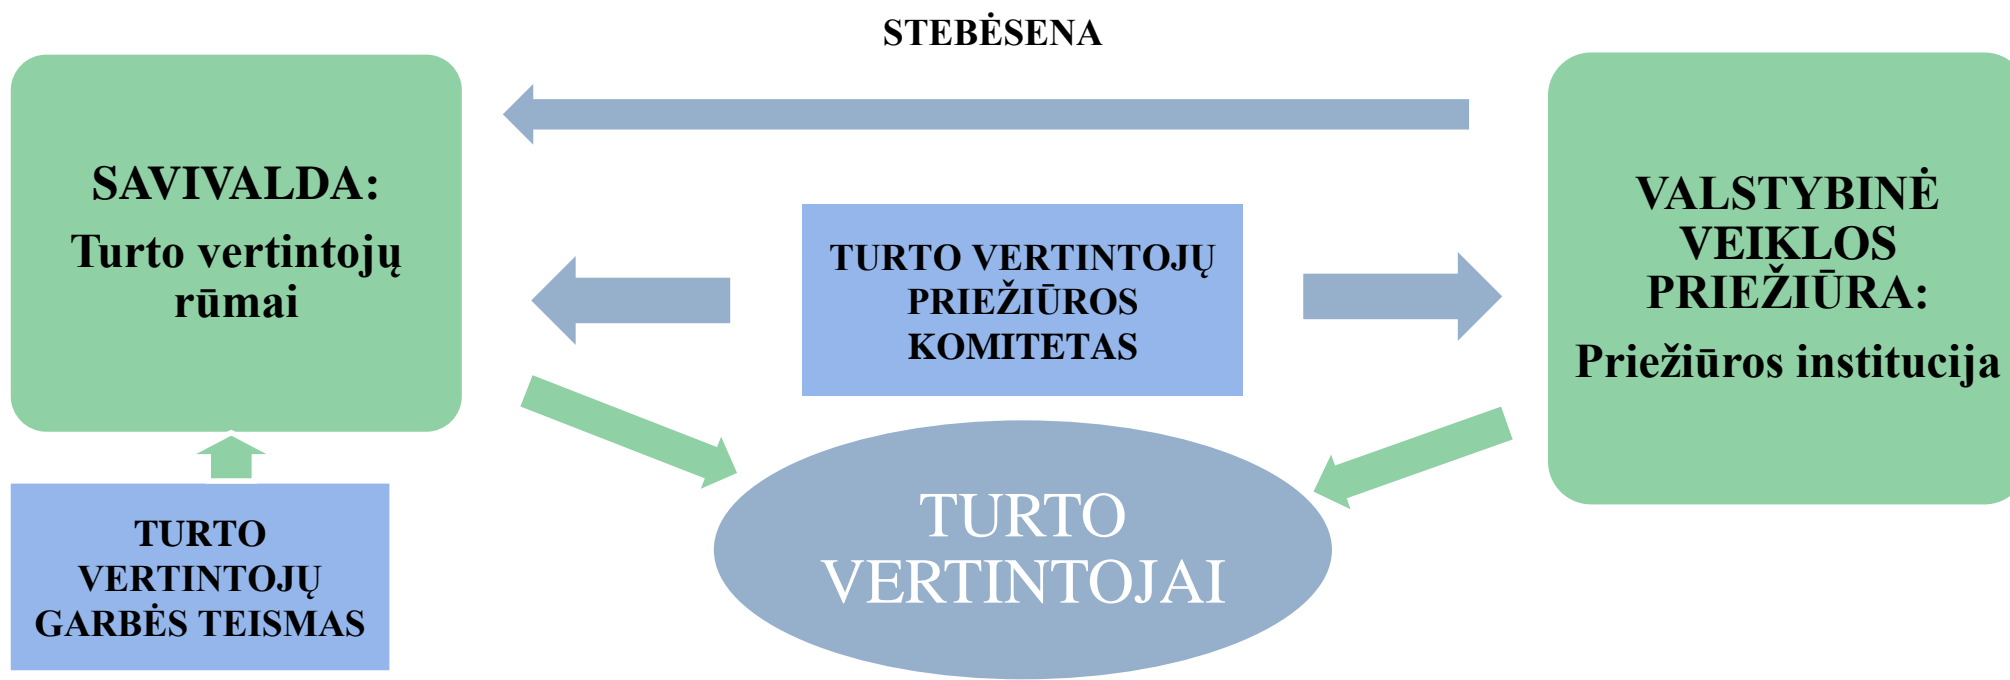 STEBĖSENA
SAVIVALDA:
Turto vertintojų
rūmai
TURTO VERTINTOJŲ
PRIEŽIŪROS
KOMITETAS
VALSTYBINĖ
VEIKLOS
PRIEŽIŪRA:
Priežiūros institucija
TURTO
VERTINTOJŲ
GARBĖS TEISMAS
TURTO
VERTINTOJAI